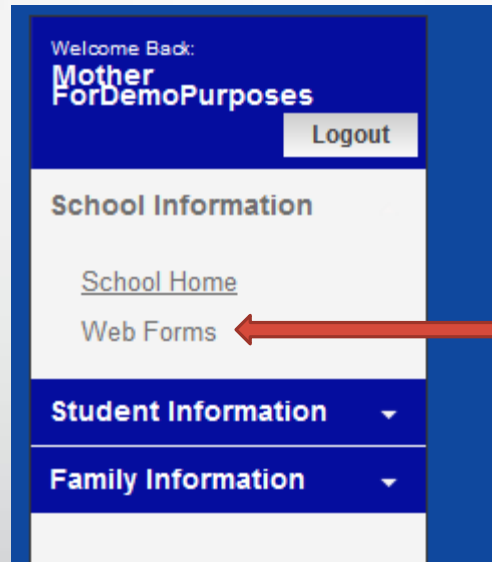 Welcome Back:
Mother
ForDemoPurposes
Logout
School Information
School Home
Web Forms
Student Information
Family Information